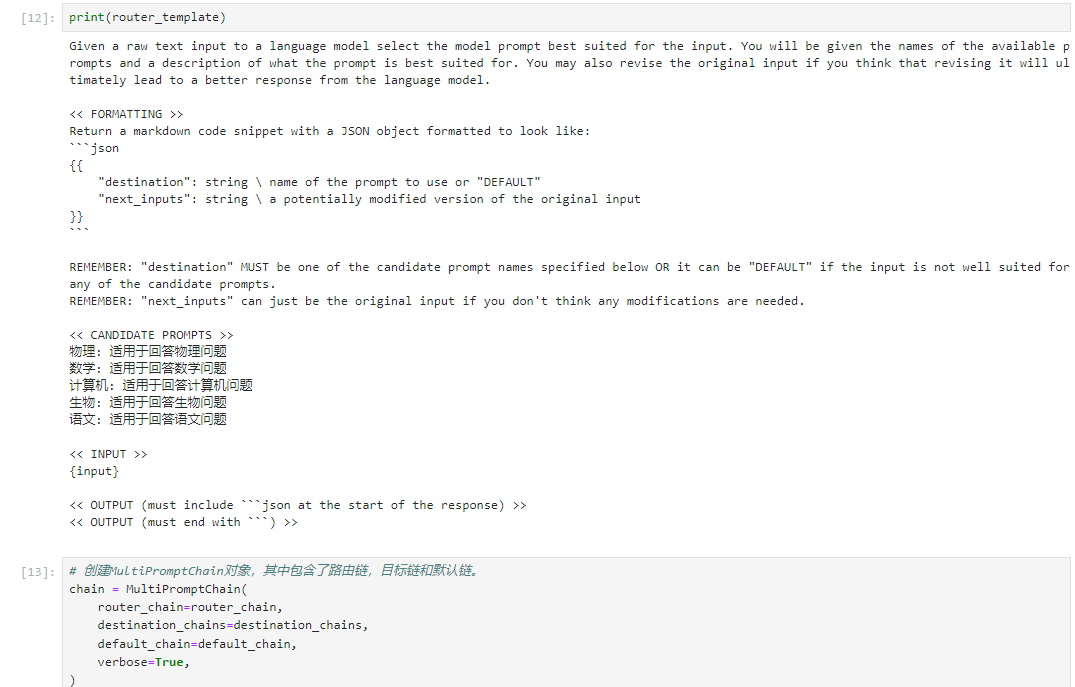 [12]: print(router_template)
Given a raw text input to a language model select the model prompt best suited for the input. You will be given the names of the available p
rompts and a description of what the prompt is best suited for. You may also revise the original input if you think that revising it will ul
timately lead to a better response from the language model.
<< FORMATTING >>
Return a markdown code snippet with a JSON object formatted to look like:
```json
{{
    "destination": string \ name of the prompt to use or "DEFAULT"
    "next_inputs": string \ a potentially modified version of the original input
}}
```
REMEMBER: "destination" MUST be one of the candidate prompt names specified below OR it can be "DEFAULT" if the input is not well suited for
any of the candidate prompts.
REMEMBER: "next_inputs" can just be the original input if you don't think any modifications are needed.
<< CANDIDATE PROMPTS >>
物理: 适用于回答物理问题
数学: 适用于回答数学问题
计算机: 适用于回答计算机问题
生物: 适用于回答生物问题
语文: 适用于回答语文问题
<< INPUT >>
{input}
<< OUTPUT (must include ```json at the start of the response) >>
<< OUTPUT (must end with ```) >>
[13]: # 创建MultiPromptChain对象，其中包含了路由链，目标链和默认链。
chain = MultiPromptChain(
    router_chain=router_chain,
    destination_chains=destination_chains,
    default_chain=default_chain,
    verbose=True,
)